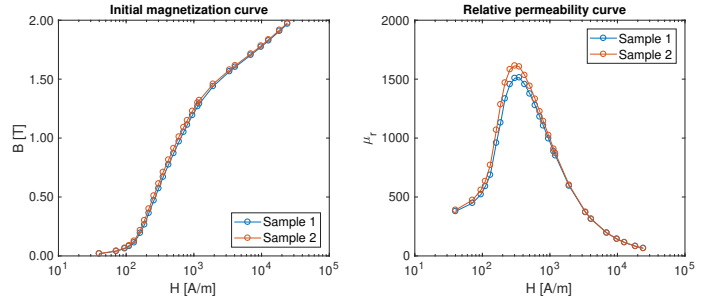 Initial magnetization curve
2.00
1.50
1.00
0.50
0.00
B [T]
10^1 10^2 10^3 10^4 10^5
H [A/m]
Sample 1
Sample 2
Relative permeability curve
2000
1500
1000
500
0
μ_r
10^1 10^2 10^3 10^4 10^5
H [A/m]
Sample 1
Sample 2